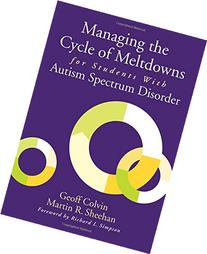 Managing the
Cycle of Meltdowns
for Students With
Autism Spectrum Disorder
Geoff Colvin
Martin R. Sheehan
Foreword by Richard L. Simpson